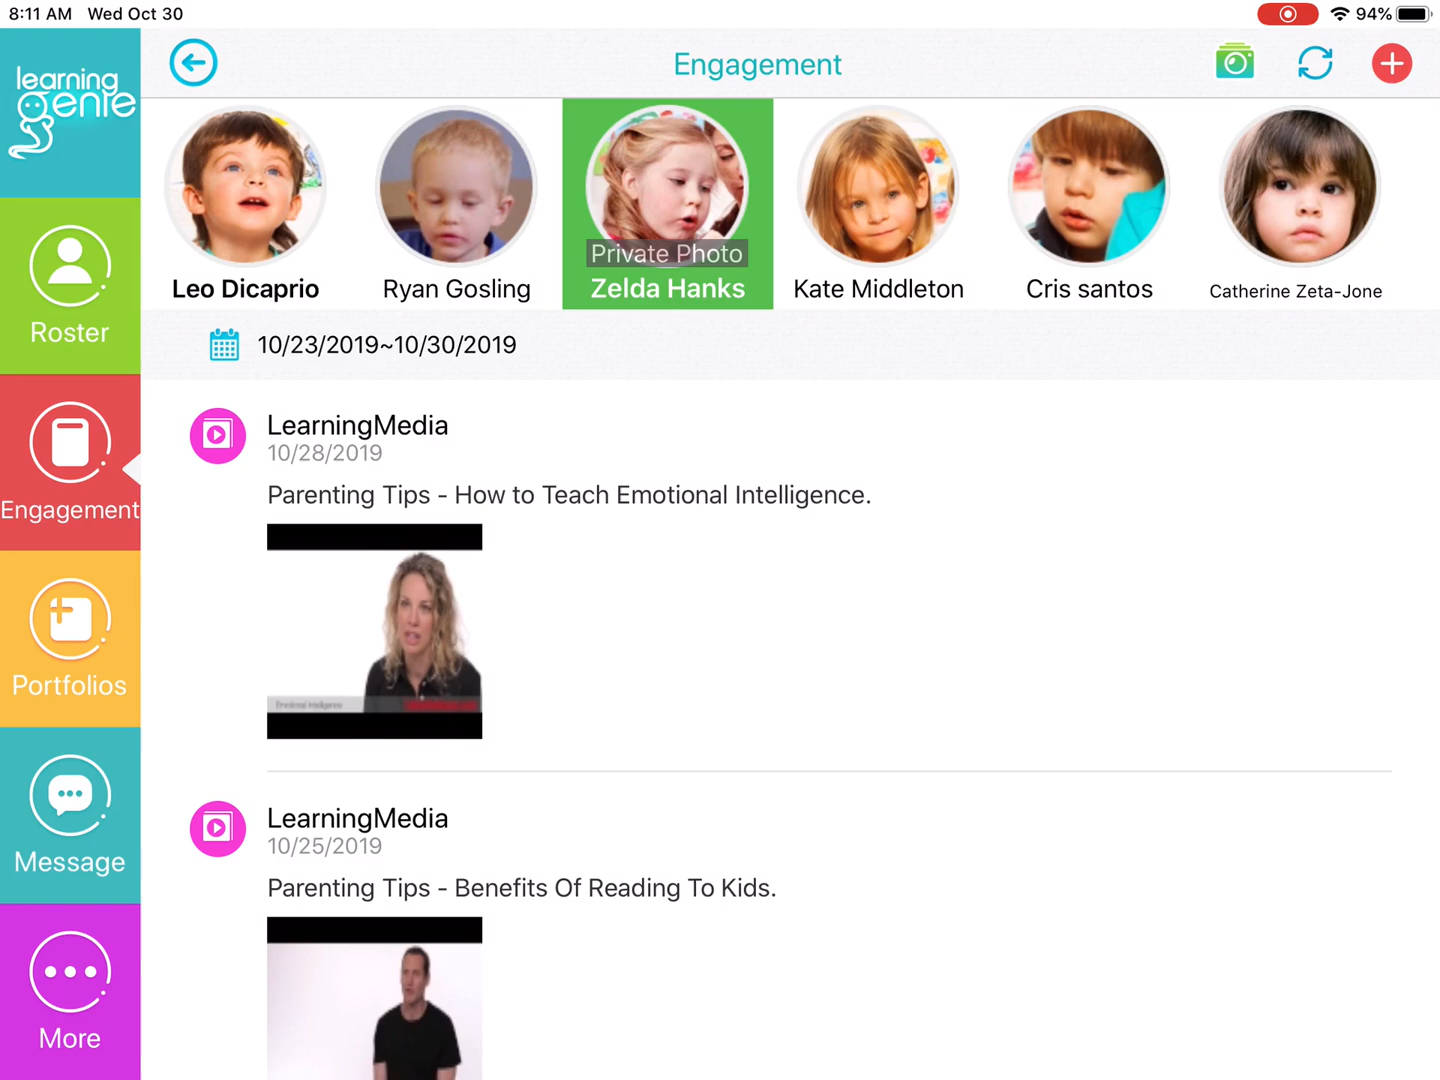 8:11 AM Wed Oct 30
94%
learning
genie
Engagement
Private Photo
Leo Dicaprio
Ryan Gosling
Zelda Hanks
Kate Middleton
Cris santos
Catherine Zeta-Jone
Roster
10/23/2019~10/30/2019
LearningMedia
10/28/2019
Parenting Tips - How to Teach Emotional Intelligence.
Engagement
Portfolios
LearningMedia
10/25/2019
Parenting Tips - Benefits Of Reading To Kids.
Message
More